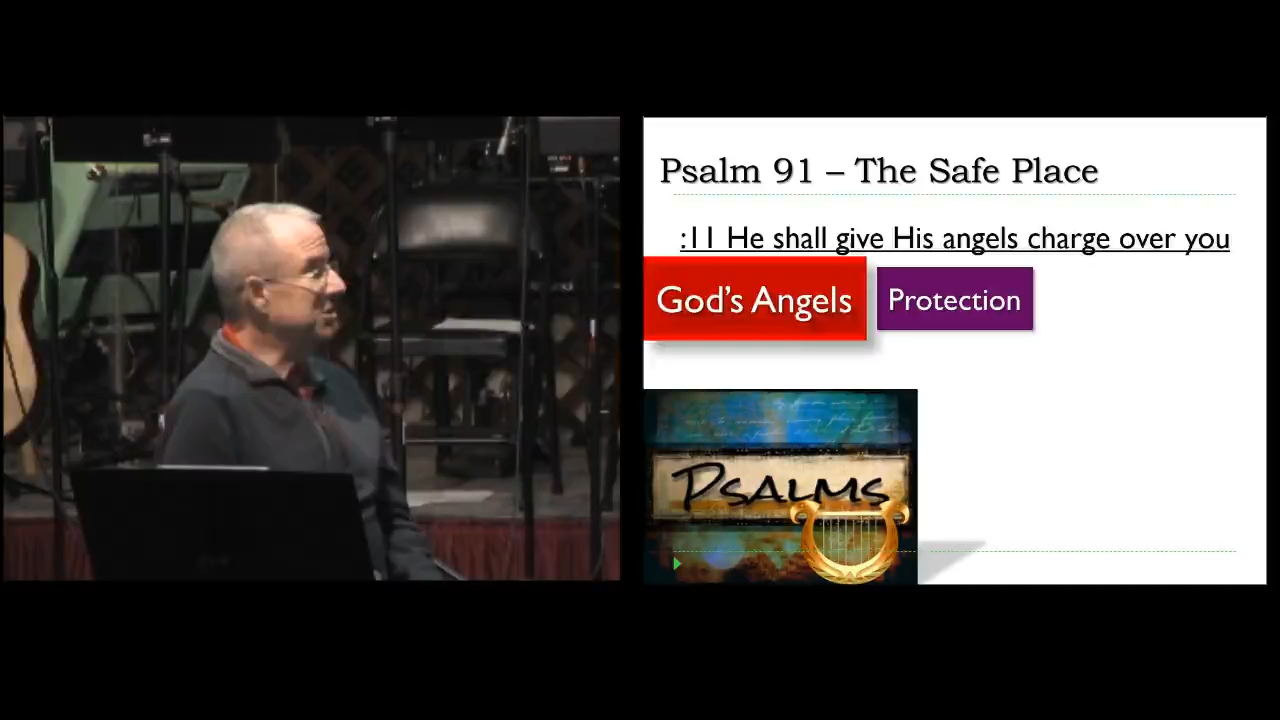 Psalm 91 – The Safe Place
:11 He shall give His angels charge over you
God's Angels
Protection
PSALMS